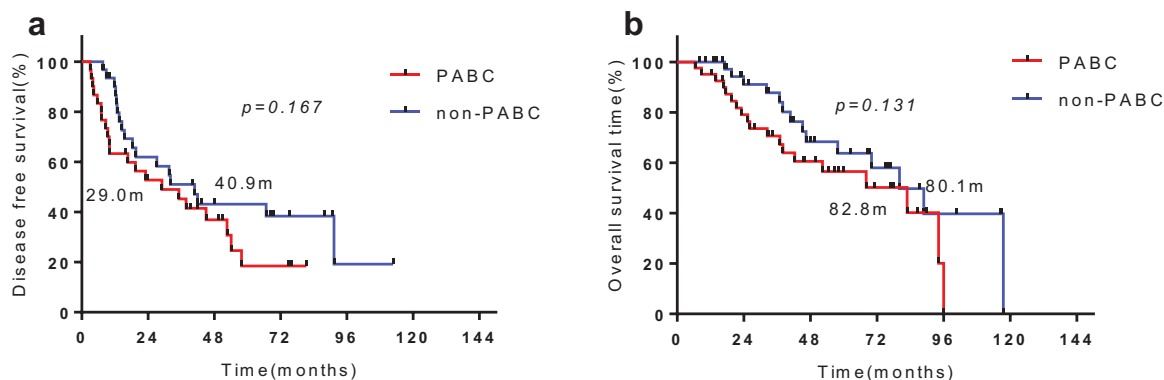 a
Disease free survival(%)
100
80
60
40
20
0
PABC
non-PABC
p=0.167
29.0m
40.9m
0 24 48 72 96 120 144
Time(months)
b
Overall survival time(%)
100
80
60
40
20
0
PABC
non-PABC
p=0.131
80.1m
82.8m
0 24 48 72 96 120 144
Time(months)